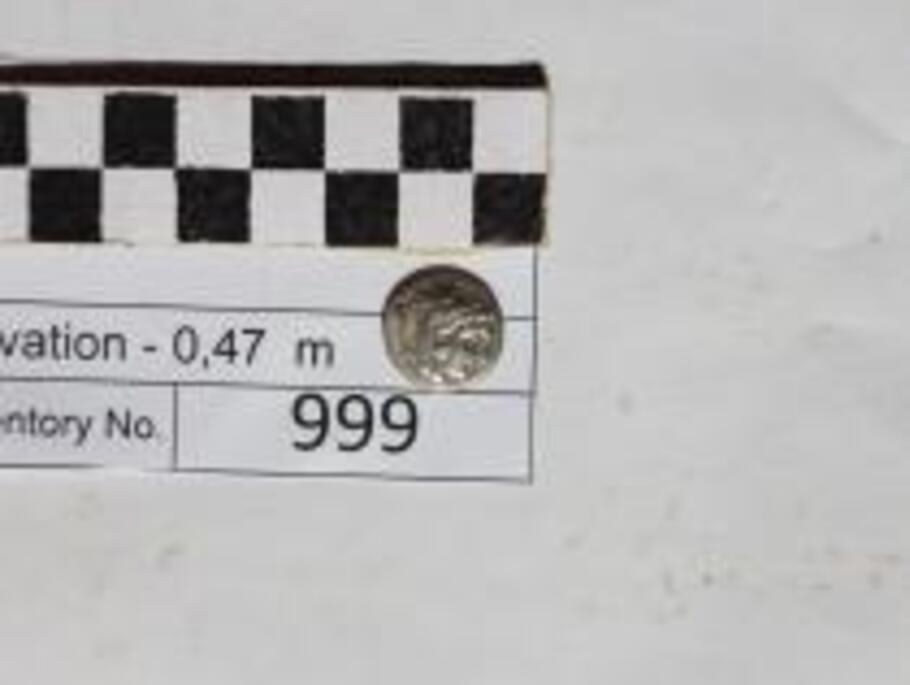 vation - 0,47 m
entory No. 999